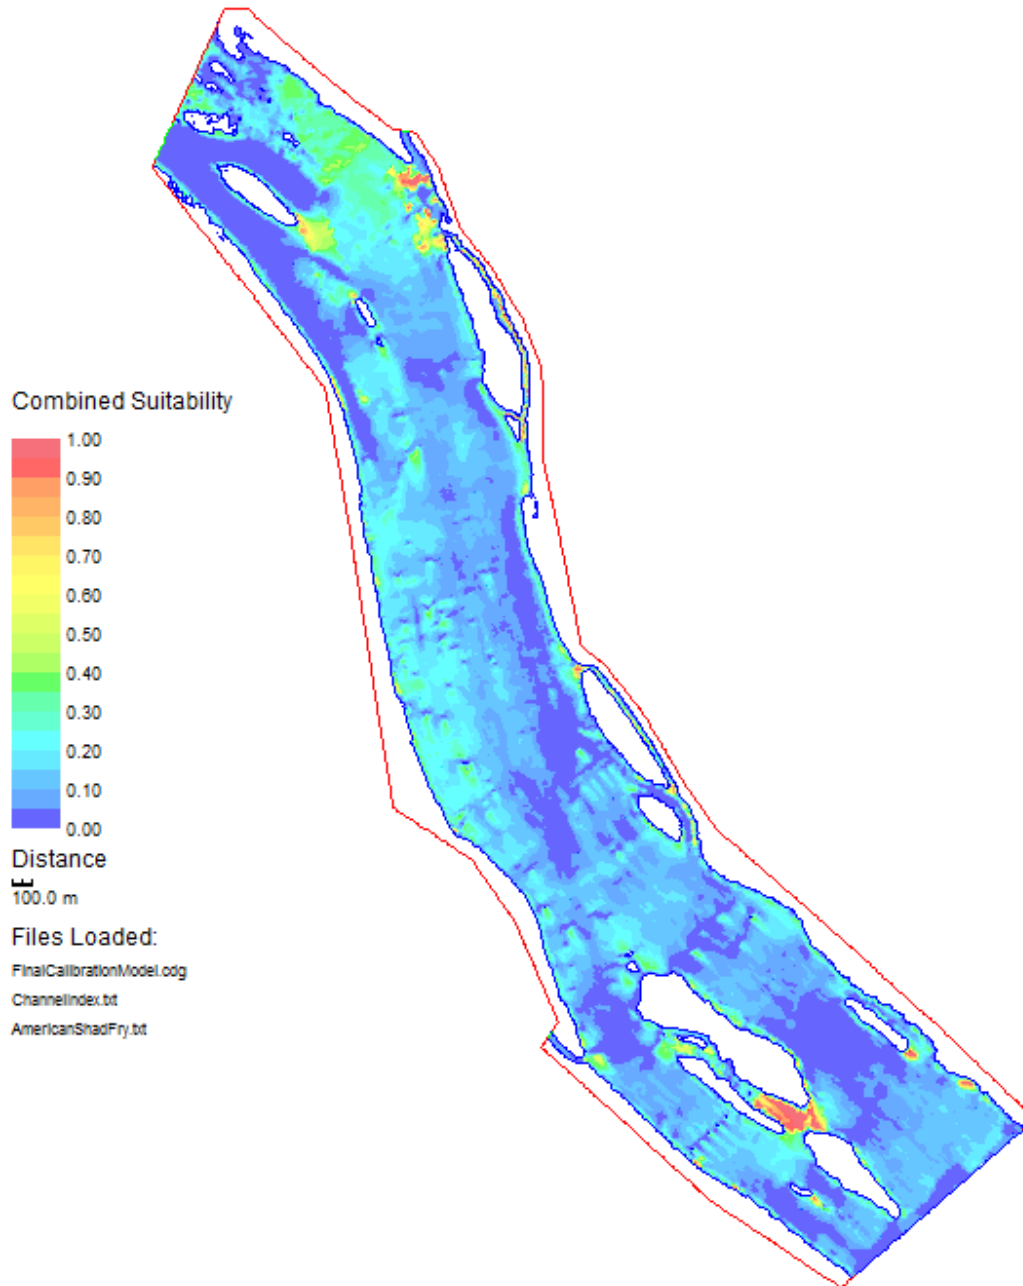 Combined Suitability
1.00
0.90
0.80
0.70
0.60
0.50
0.40
0.30
0.20
0.10
0.00
Distance
100.0 m
Files Loaded:
FinalCalibrationModel.cdg
ChannelIndex.txt
AmericanShadFry.txt